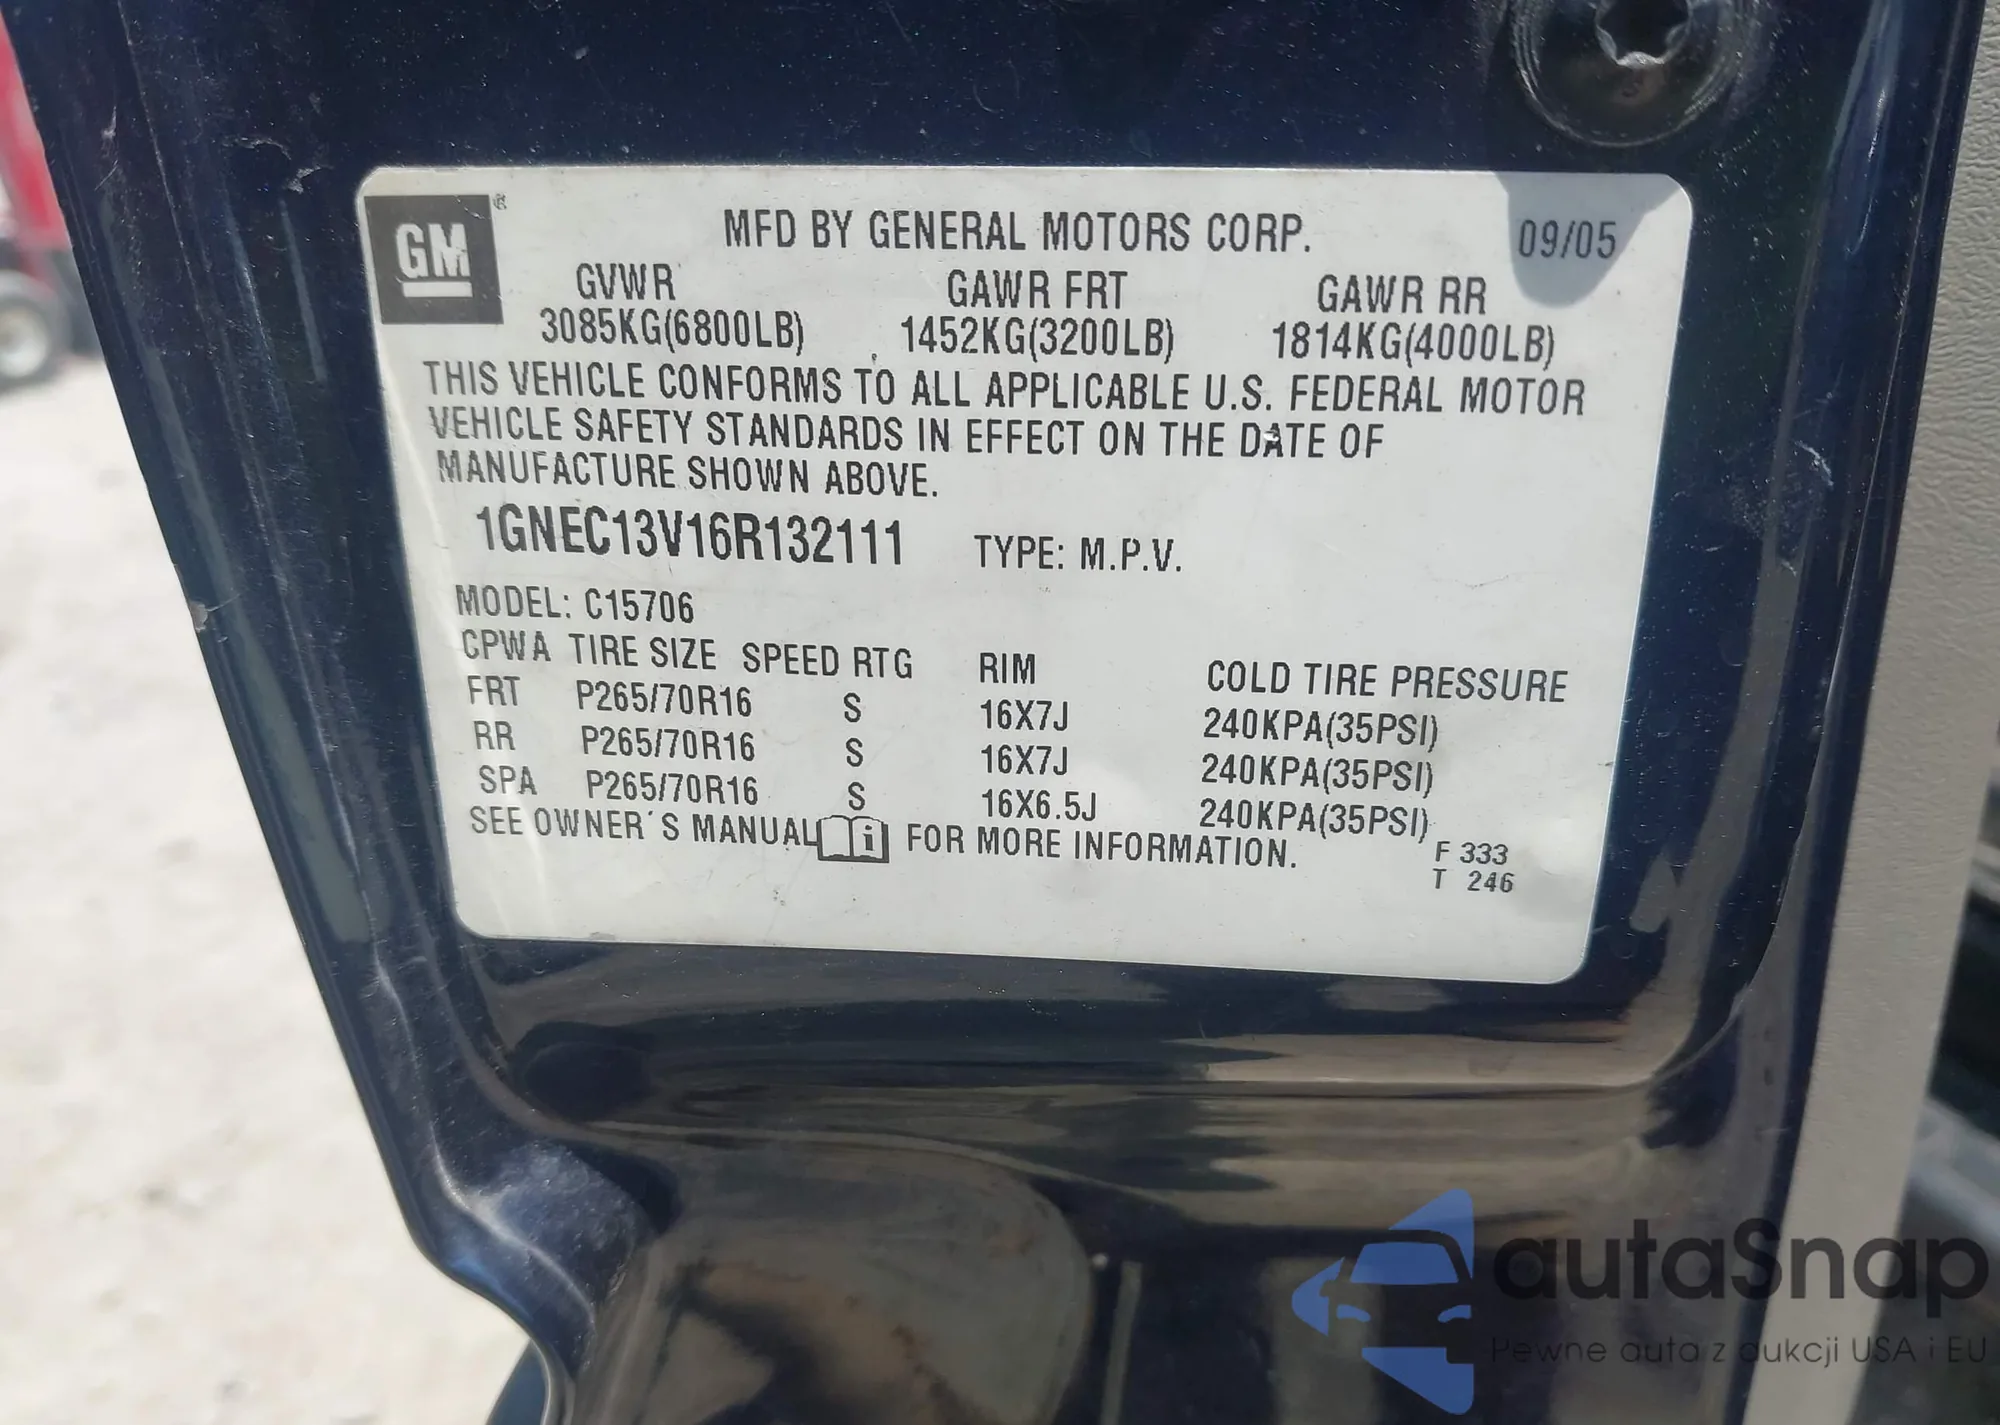 GM ®
MFD BY GENERAL MOTORS CORP. 09/05
GVWR GAWR FRT GAWR RR
3085KG(6800LB) 1452KG(3200LB) 1814KG(4000LB)
THIS VEHICLE CONFORMS TO ALL APPLICABLE U.S. FEDERAL MOTOR
VEHICLE SAFETY STANDARDS IN EFFECT ON THE DATE OF
MANUFACTURE SHOWN ABOVE.
1GNEC13V16R132111 TYPE: M.P.V.
MODEL: C15706
CPWA TIRE SIZE SPEED RTG RIM COLD TIRE PRESSURE
FRT P265/70R16 S 16X7J 240KPA(35PSI)
RR P265/70R16 S 16X7J 240KPA(35PSI)
SPA P265/70R16 S 16X6.5J 240KPA(35PSI)
SEE OWNER'S MANUAL i FOR MORE INFORMATION.
F 333
T 246
autaSnap
Pewne auta z aukcji USA i EU